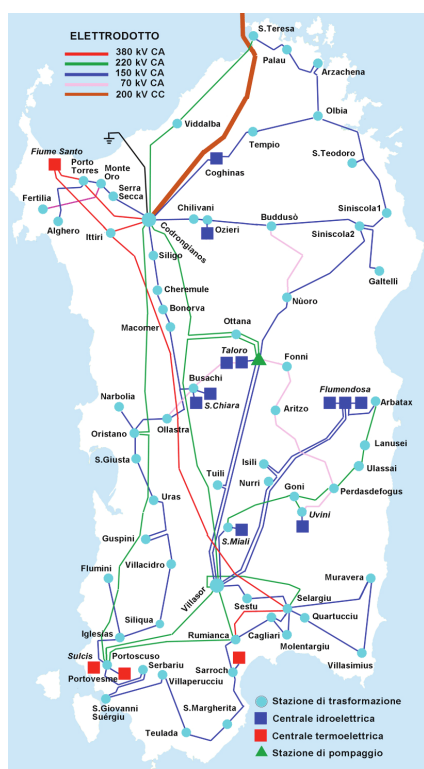 ELETTRODOTTO
380 kV CA
220 kV CA
150 kV CA
70 kV CA
200 kV CC
S.Teresa
Palau
Arzachena
Viddalba
Olbia
Tempio
Fiume Santo
Porto
Torres
Monte
Oro
Coghinas
S.Teodoro
Serra
Secca
Fertilia
Alghero
Chilivani
Ozieri
Buddusò
Siniscola1
Siniscola2
Ittiri
Codrongianos
Siligo
Galtelli
Cheremule
Nùoro
Bonorva
Macomer
Ottana
Taloro
Fonni
Busachi
Flumendosa
Narbolia
S.Chiara
Arbatax
Ollastra
Aritzo
Oristano
Lanusei
S.Giusta
Isili
Ulassai
Tuili
Nurri
Goni
Perdasdefogus
Uras
Uvini
Guspini
S.Miali
Flumini
Villacidro
Villasor
Muravera
Selargiu
Sestu
Quartucciu
Siliqua
Iglesias
Rumianca
Cagliari
Molentargiu
Sulcis
Portoscuso
Serbariu
Villasimius
Portovesme
Villaperucciu
Sarroch
S.Giovanni
Suérgiu
S.Margherita
Teulada
Stazione di trasformazione
Centrale idroelettrica
Centrale termoelettrica
Stazione di pompaggio